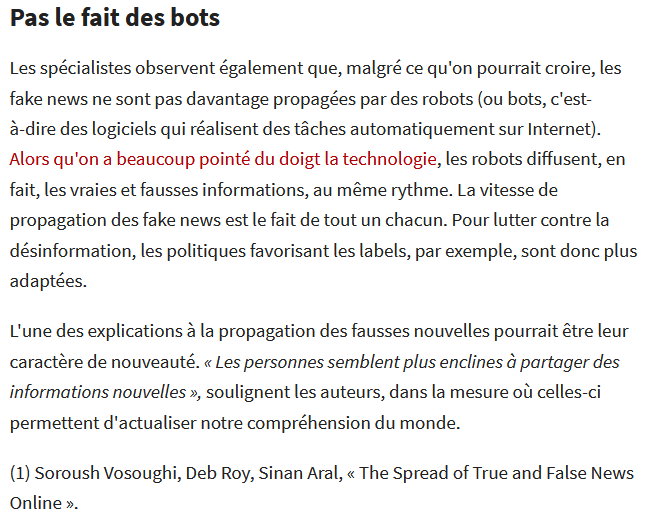 Pas le fait des bots
Les spécialistes observent également que, malgré ce qu'on pourrait croire, les
fake news ne sont pas davantage propagées par des robots (ou bots, c'est-
à-dire des logiciels qui réalisent des tâches automatiquement sur Internet).
Alors qu'on a beaucoup pointé du doigt la technologie, les robots diffusent, en
fait, les vraies et fausses informations, au même rythme. La vitesse de
propagation des fake news est le fait de tout un chacun. Pour lutter contre la
désinformation, les politiques favorisant les labels, par exemple, sont donc plus
adaptées.
L'une des explications à la propagation des fausses nouvelles pourrait être leur
caractère de nouveauté. « Les personnes semblent plus enclines à partager des
informations nouvelles », soulignent les auteurs, dans la mesure où celles-ci
permettent d'actualiser notre compréhension du monde.
(1) Soroush Vosoughi, Deb Roy, Sinan Aral, « The Spread of True and False News
Online ».